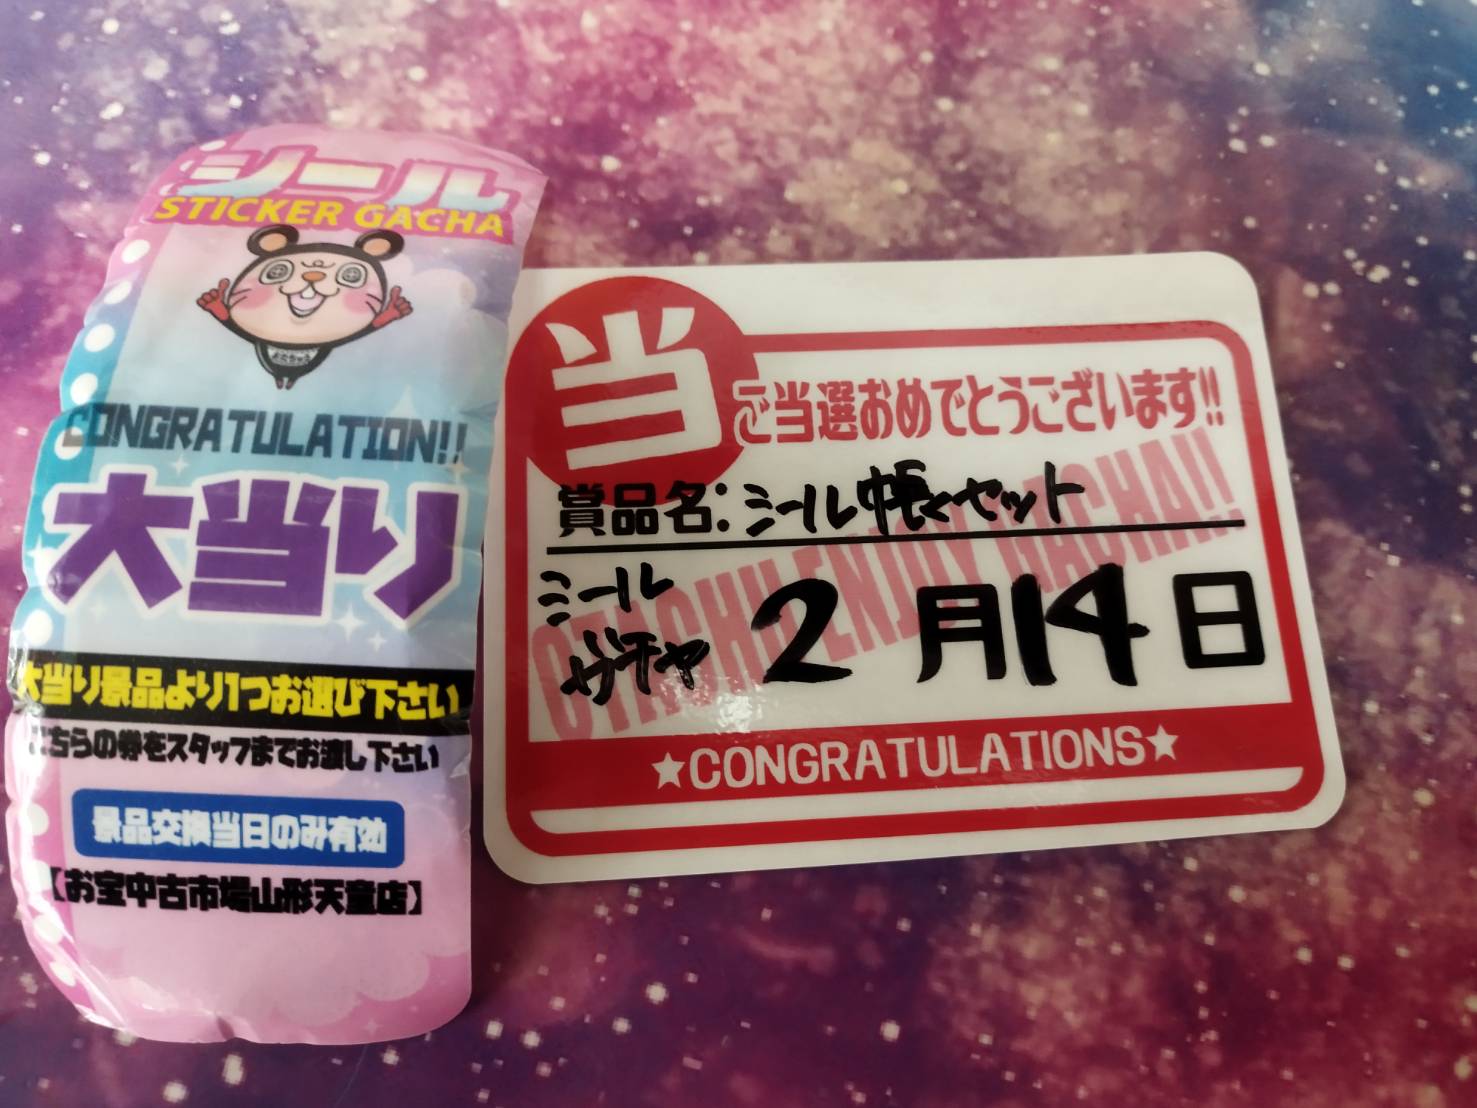 シール
STICKER GACHA
CONGRATULATION!!
大当り
大当り景品より1つお選び下さい
こちらの券をスタッフまでお渡し下さい
景品交換当日のみ有効
【お宝中古市場山形天童店】
当
ご当選おめでとうございます!!
賞品名:シール帳セット
シール
ガチャ
2月14日
OTACHU ENJOY GACHA!!
★CONGRATULATIONS★